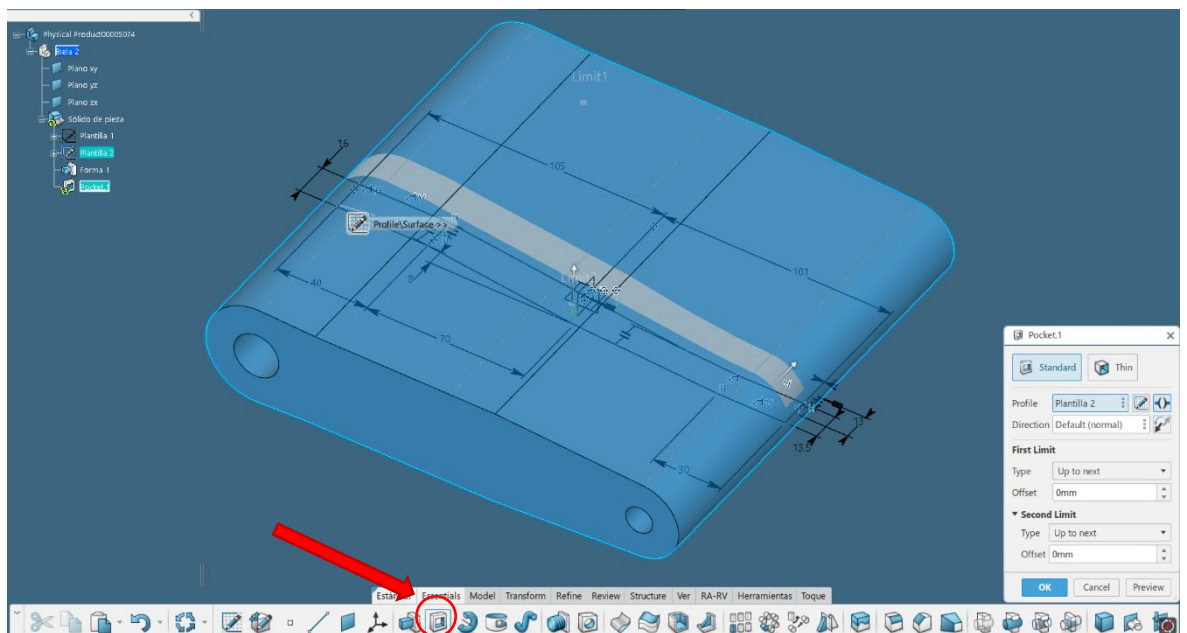 Physical Product00005074
Biela 2
Plano xy
Plano yz
Plano zx
Sólido de pieza
Plantilla 1
Plantilla 2
Forma 1
Pocket.1
Limit1
16
105
Profile\Surface >>
101
40
8
70
13
13.5
30
Pocket.1
Standard
Thin
Profile
Plantilla 2
Direction
Default (normal)
First Limit
Type
Up to next
Offset
0mm
Second Limit
Type
Up to next
Offset
0mm
OK
Cancel
Preview
Essentials
Model
Transform
Refine
Review
Structure
Ver
RA-RV
Herramientas
Toque